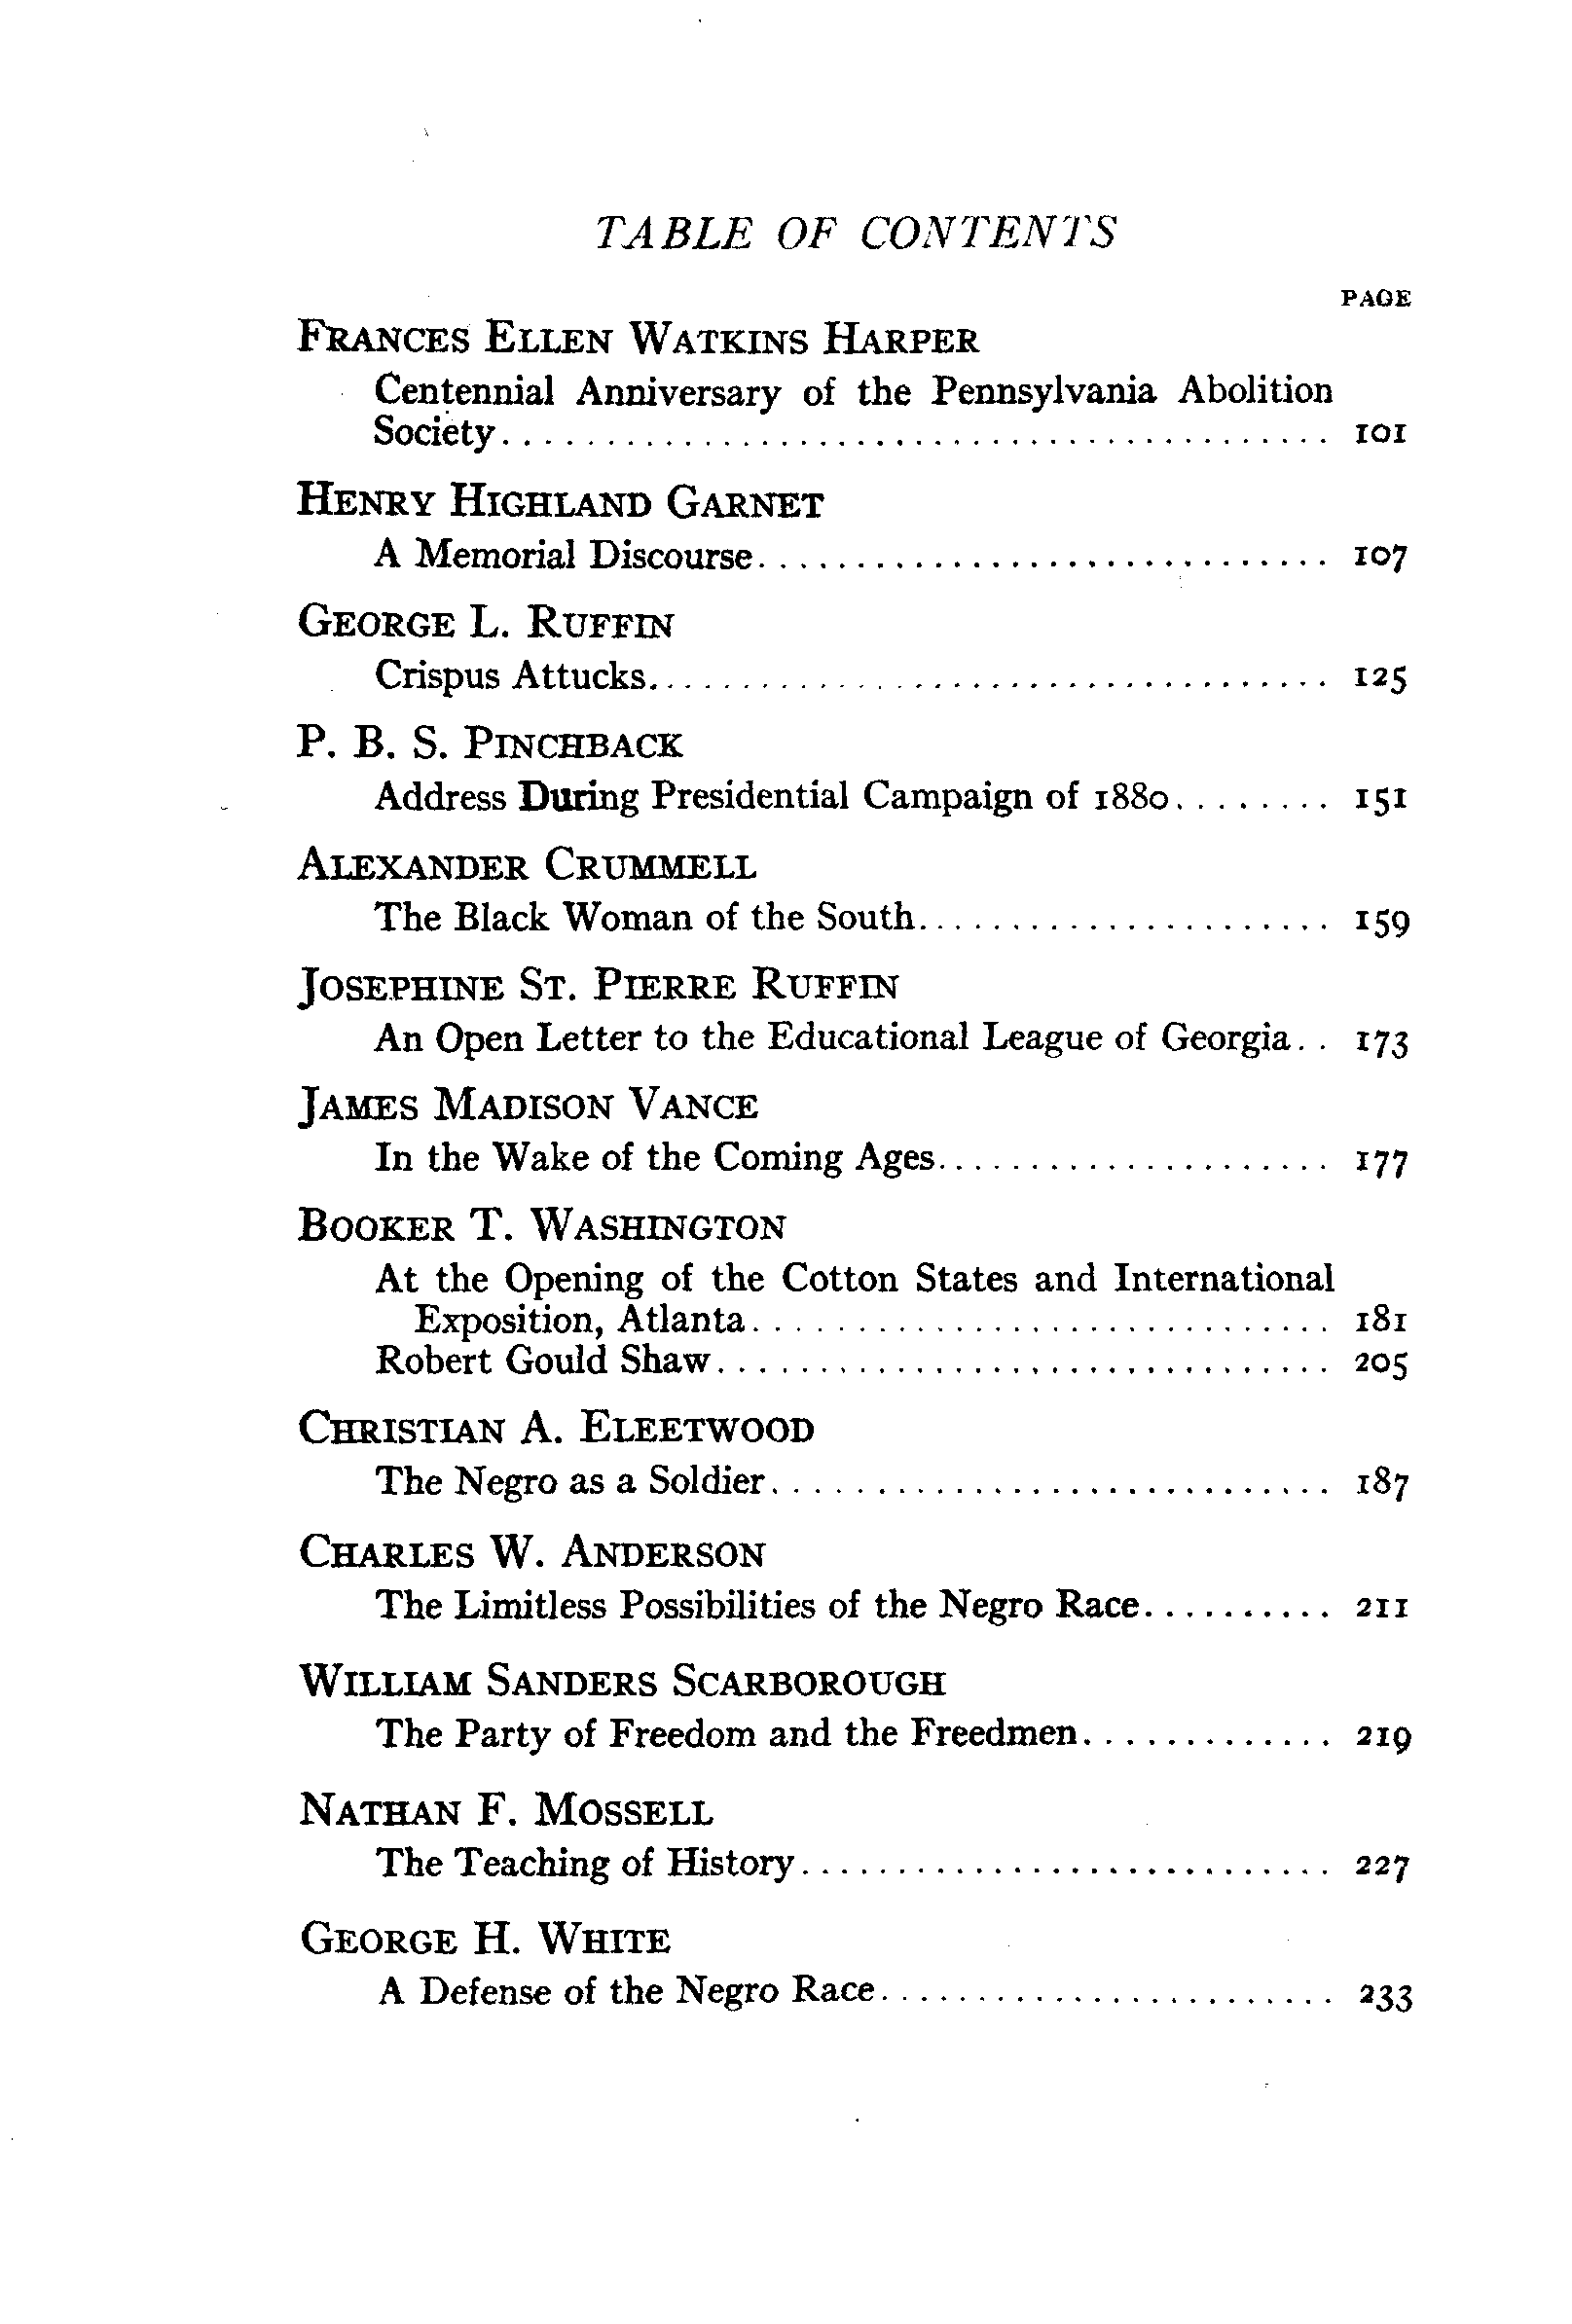 TABLE OF CONTENTS
PAGE
FRANCES ELLEN WATKINS HARPER
Centennial Anniversary of the Pennsylvania Abolition
Society........................................... 101
HENRY HIGHLAND GARNET
A Memorial Discourse.............................. 107
GEORGE L. RUFFIN
Crispus Attucks................................... 125
P. B. S. PINCHBACK
Address During Presidential Campaign of 1880........ 151
ALEXANDER CRUMMELL
The Black Woman of the South...................... 159
JOSEPHINE ST. PIERRE RUFFIN
An Open Letter to the Educational League of Georgia.. 173
JAMES MADISON VANCE
In the Wake of the Coming Ages..................... 177
BOOKER T. WASHINGTON
At the Opening of the Cotton States and International
Exposition, Atlanta.............................. 181
Robert Gould Shaw................................ 205
CHRISTIAN A. ELEETWOOD
The Negro as a Soldier............................. 187
CHARLES W. ANDERSON
The Limitless Possibilities of the Negro Race.......... 211
WILLIAM SANDERS SCARBOROUGH
The Party of Freedom and the Freedmen............. 219
NATHAN F. MOSSELL
The Teaching of History............................ 227
GEORGE H. WHITE
A Defense of the Negro Race........................ 233